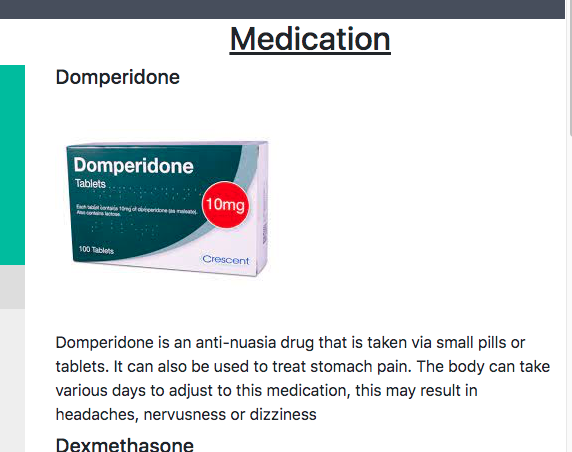 Medication
Domperidone
Domperidone
Tablets
Each tablet contains 10mg of domperidone (as maleate).
Also contains lactose.
10mg
100 Tablets
Crescent
Domperidone is an anti-nuasia drug that is taken via small pills or
tablets. It can also be used to treat stomach pain. The body can take
various days to adjust to this medication, this may result in
headaches, nervusness or dizziness
Dexmethasone